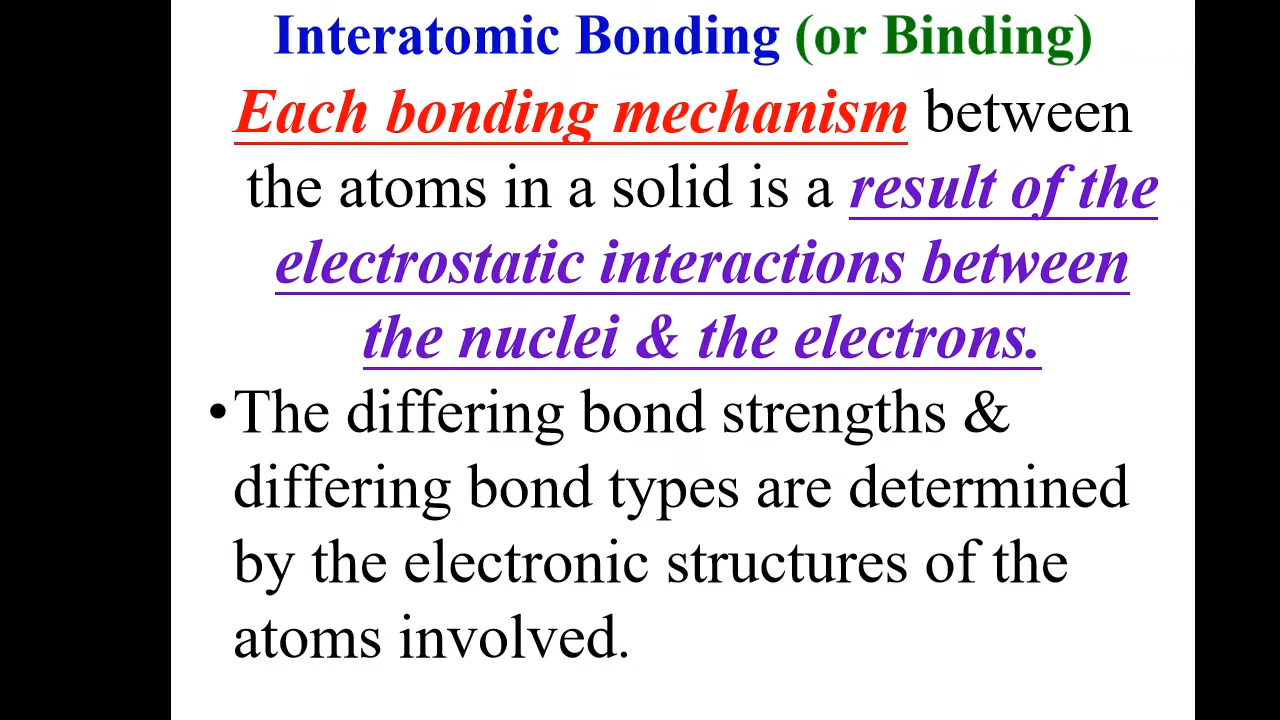 Interatomic Bonding (or Binding)
Each bonding mechanism between
the atoms in a solid is a result of the
electrostatic interactions between
the nuclei & the electrons.
•The differing bond strengths &
differing bond types are determined
by the electronic structures of the
atoms involved.